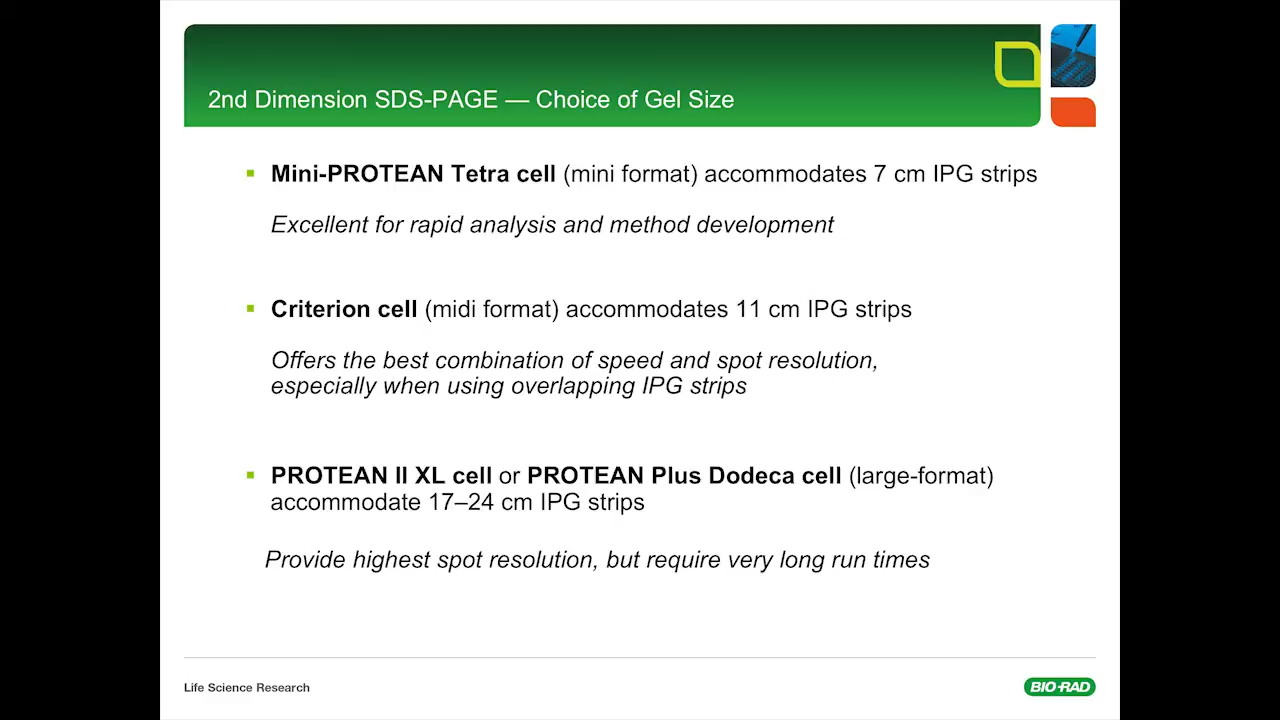 2nd Dimension SDS-PAGE — Choice of Gel Size
▪ Mini-PROTEAN Tetra cell (mini format) accommodates 7 cm IPG strips
Excellent for rapid analysis and method development
▪ Criterion cell (midi format) accommodates 11 cm IPG strips
Offers the best combination of speed and spot resolution,
especially when using overlapping IPG strips
▪ PROTEAN II XL cell or PROTEAN Plus Dodeca cell (large-format)
accommodate 17–24 cm IPG strips
Provide highest spot resolution, but require very long run times
Life Science Research
BIO-RAD